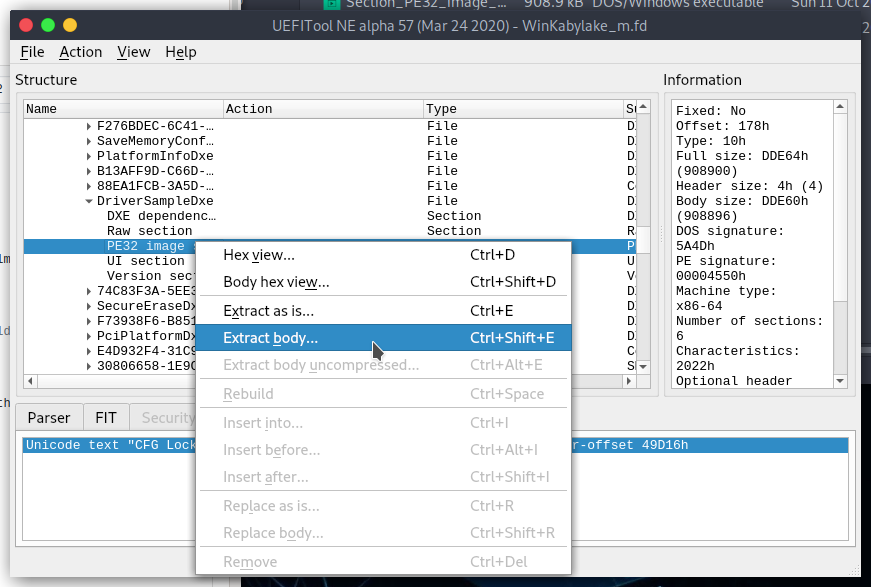 Section_PE32_Image_... 908.9 kB DOS/Windows executable Sun 11 Oct 2
UEFITool NE alpha 57 (Mar 24 2020) - WinKabylake_m.fd
File Action View Help
Structure
Name Action Type
F276BDEC-6C41-… File
SaveMemoryConf… File
PlatformInfoDxe File
B13AFF9D-C66D-… File
88EA1FCB-3A5D-… File
DriverSampleDxe File
DXE dependenc… Section
Raw section Section
PE32 image
UI section
Version sec
74C83F3A-5EE3
SecureEraseDx
F73938F6-B851
PciPlatformDx
E4D932F4-31C9
30806658-1E9C
Hex view... Ctrl+D
Body hex view... Ctrl+Shift+D
Extract as is... Ctrl+E
Extract body... Ctrl+Shift+E
Extract body uncompressed... Ctrl+Alt+E
Rebuild Ctrl+Space
Insert into... Ctrl+I
Insert before... Ctrl+Alt+I
Insert after... Ctrl+Shift+I
Replace as is... Ctrl+R
Replace body... Ctrl+Shift+R
Remove Ctrl+Del
Information
Fixed: No
Offset: 178h
Type: 10h
Full size: DDE64h
(908900)
Header size: 4h (4)
Body size: DDE60h
(908896)
DOS signature:
5A4Dh
PE signature:
00004550h
Machine type:
x86-64
Number of sections:
6
Characteristics:
2022h
Optional header
Parser FIT Security
Unicode text "CFG Lock r-offset 49D16h